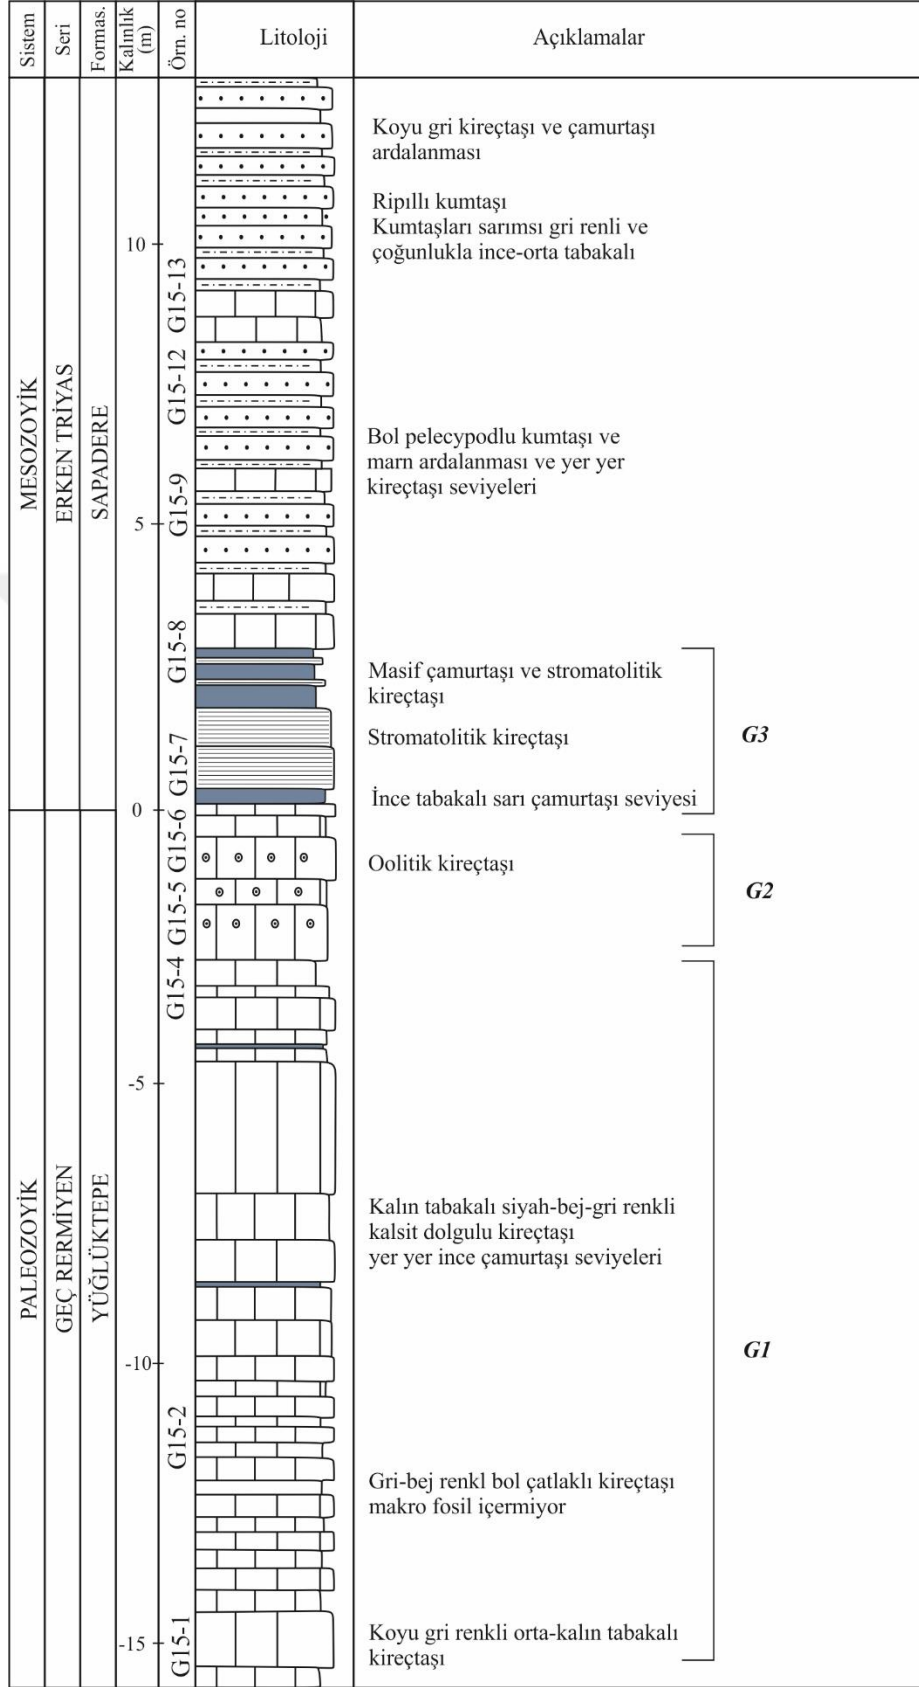 Sistem
Seri
Formas.
Kalınlık
(m)
Örn. no
Litoloji
Açıklamalar
MESOZOYİK
ERKEN TRİYAS
SAPADERE
PALEOZOYİK
GEÇ RERMİYEN
YÜĞLÜKTEPE
10
5
0
-5
-10
-15
G15-13
G15-12
G15-9
G15-8
G15-7
G15-6
G15-5
G15-4
G15-2
G15-1
Koyu gri kireçtaşı ve çamurtaşı
ardalanması
Ripıllı kumtaşı
Kumtaşları sarımsı gri renli ve
çoğunlukla ince-orta tabakalı
Bol pelecypodlu kumtaşı ve
marn ardalanması ve yer yer
kireçtaşı seviyeleri
Masif çamurtaşı ve stromatolitik
kireçtaşı
Stromatolitik kireçtaşı
İnce tabakalı sarı çamurtaşı seviyesi
G3
Oolitik kireçtaşı
G2
Kalın tabakalı siyah-bej-gri renkli
kalsit dolgulu kireçtaşı
yer yer ince çamurtaşı seviyeleri
G1
Gri-bej renkl bol çatlaklı kireçtaşı
makro fosil içermiyor
Koyu gri renkli orta-kalın tabakalı
kireçtaşı